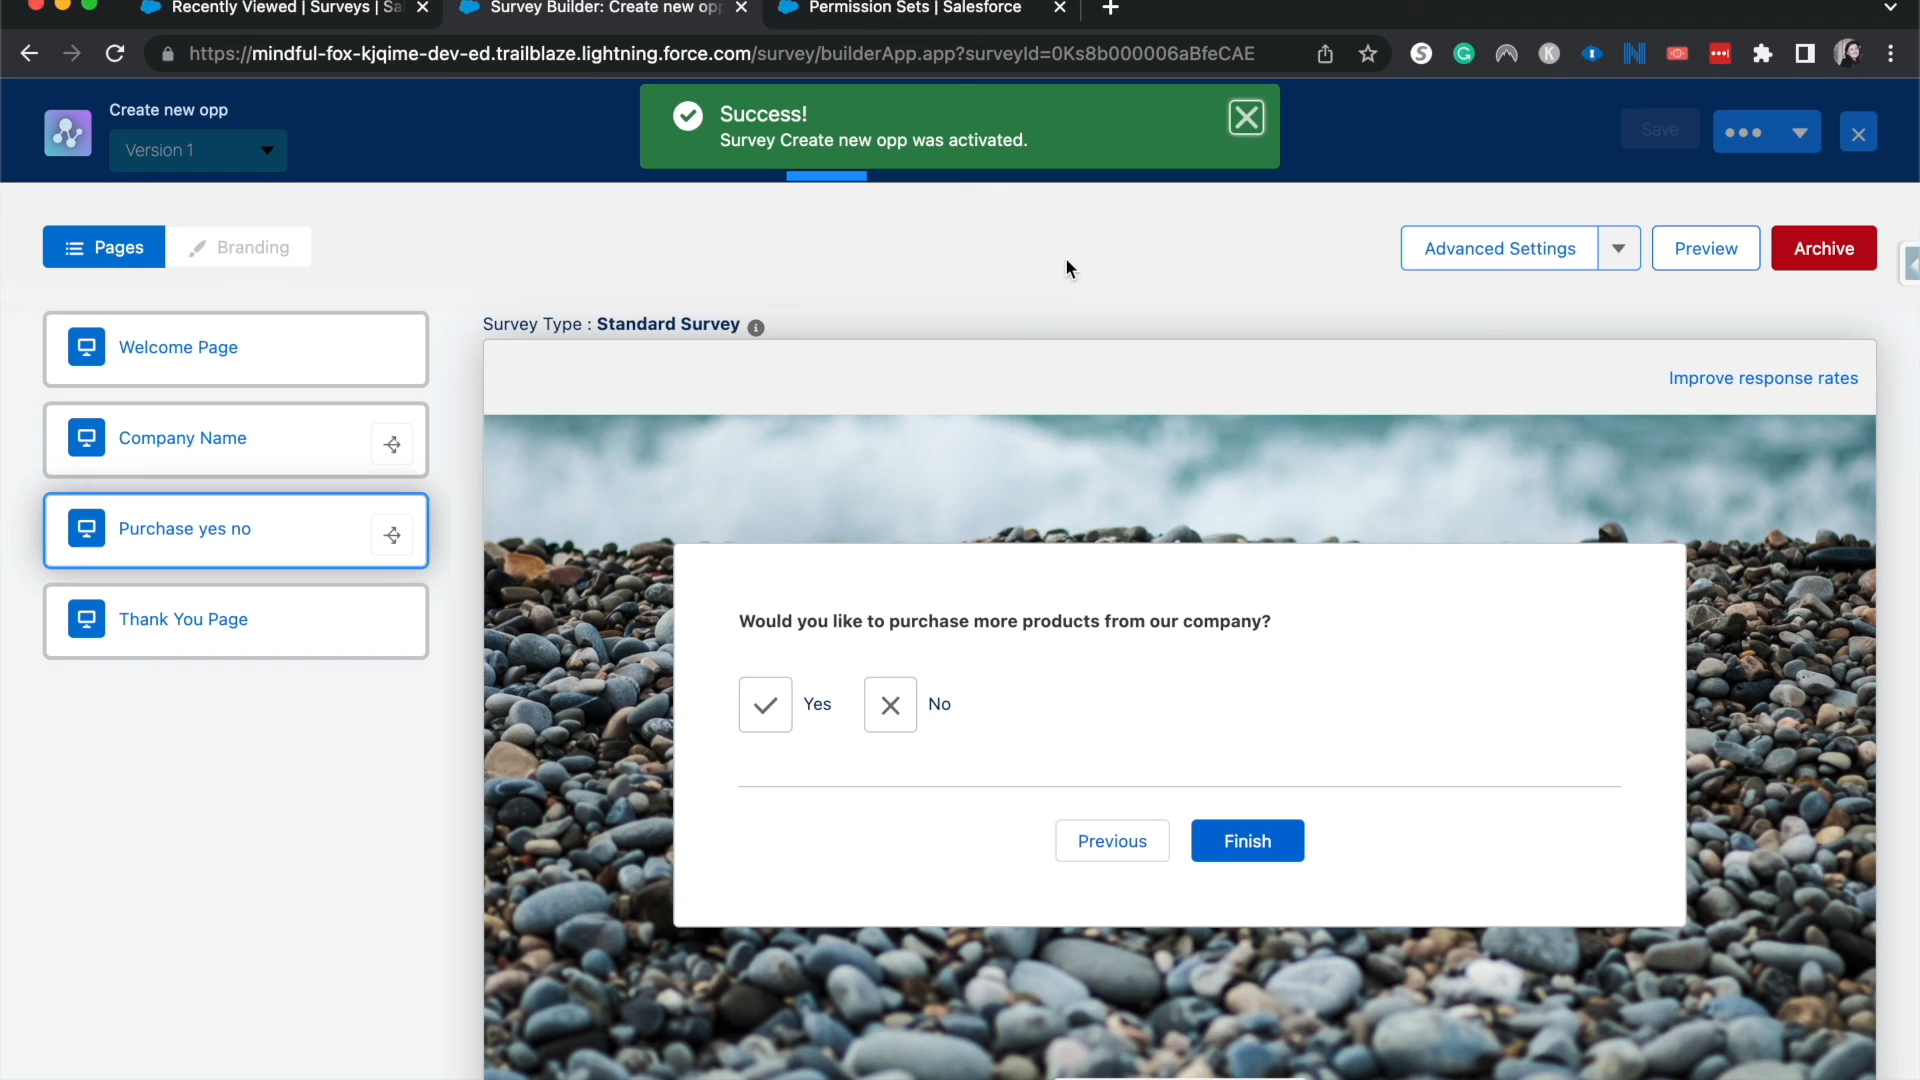 Recently Viewed | Surveys | Sa
Survey Builder: Create new opp
Permission Sets | Salesforce
https://mindful-fox-kjqime-dev-ed.trailblaze.lightning.force.com/survey/builderApp.app?surveyId=0Ks8b000006aBfeCAE
Create new opp
Version 1
Success!
Survey Create new opp was activated.
Save
Pages
Branding
Advanced Settings
Preview
Archive
Survey Type : Standard Survey
Improve response rates
Welcome Page
Company Name
Purchase yes no
Thank You Page
Would you like to purchase more products from our company?
Yes
No
Previous
Finish